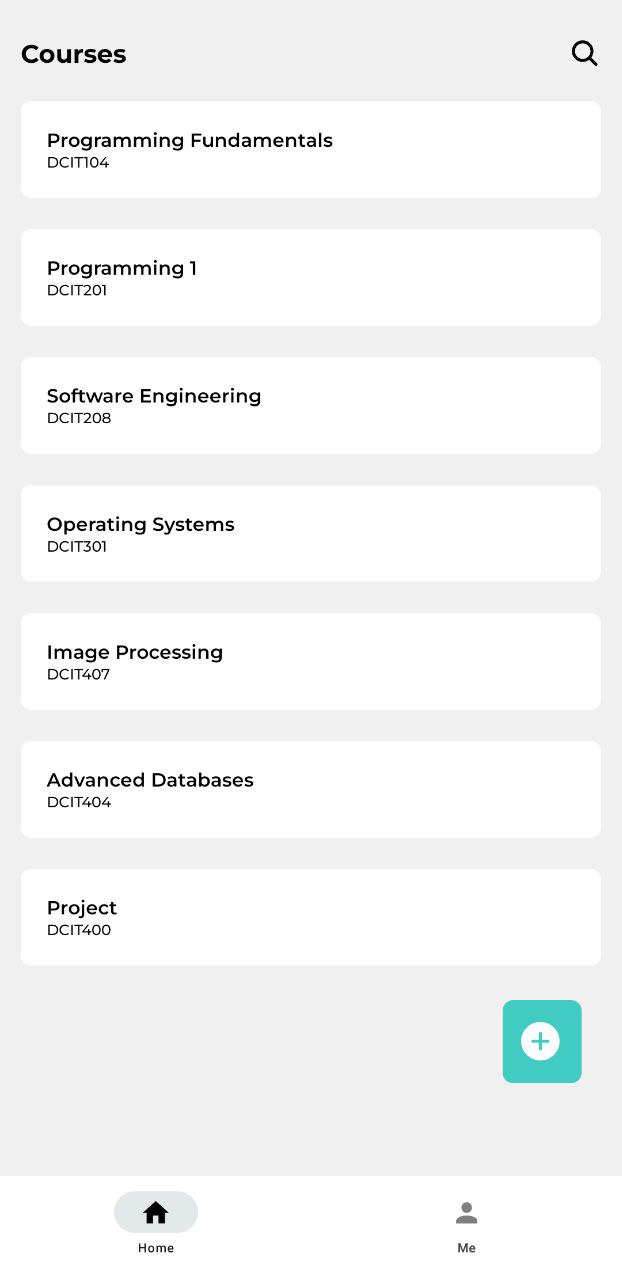 Courses
Programming Fundamentals
DCIT104
Programming 1
DCIT201
Software Engineering
DCIT208
Operating Systems
DCIT301
Image Processing
DCIT407
Advanced Databases
DCIT404
Project
DCIT400
Home
Me